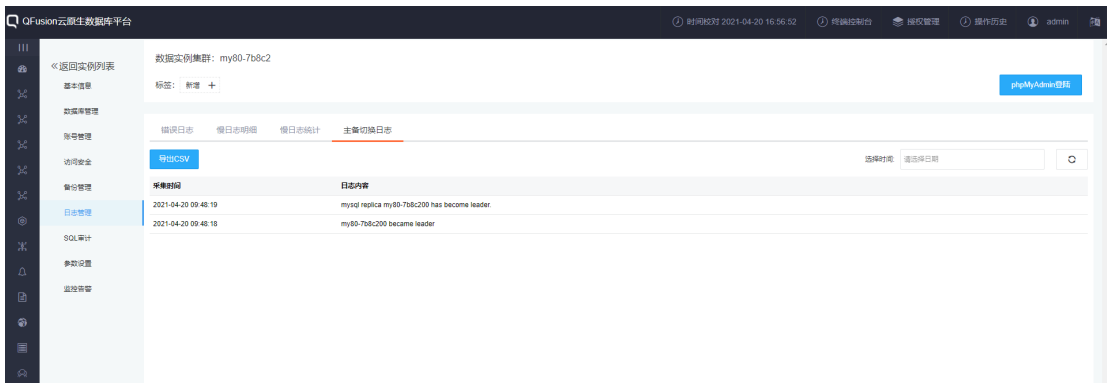 QFusion云原生数据库平台
时间校对 2021-04-20 16:56:52 终端控制台 授权管理 操作历史 admin
返回实例列表
基本信息
数据库管理
账号管理
访问安全
备份管理
日志管理
SQL审计
参数设置
监控告警
数据实例集群：my80-7b8c2
标签： 新增 +
phpMyAdmin登陆
错误日志 慢日志明细 慢日志统计 主备切换日志
导出CSV 选择时间 请选择日期
采集时间 日志内容
2021-04-20 09:48:19 mysql replica my80-7b8c200 has become leader.
2021-04-20 09:48:18 my80-7b8c200 became leader